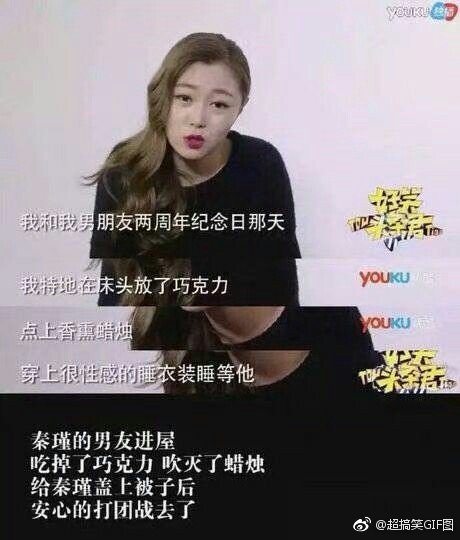 YOUKU 独播
我和我男朋友两周年纪念日那天
我特地在床头放了巧克力
YOUKU
点上香熏蜡烛
YOUKU
穿上很性感的睡衣装睡等他
秦瑾的男友进屋
吃掉了巧克力 吹灭了蜡烛
给秦瑾盖上被子后
安心的打团战去了
@超搞笑GIF图